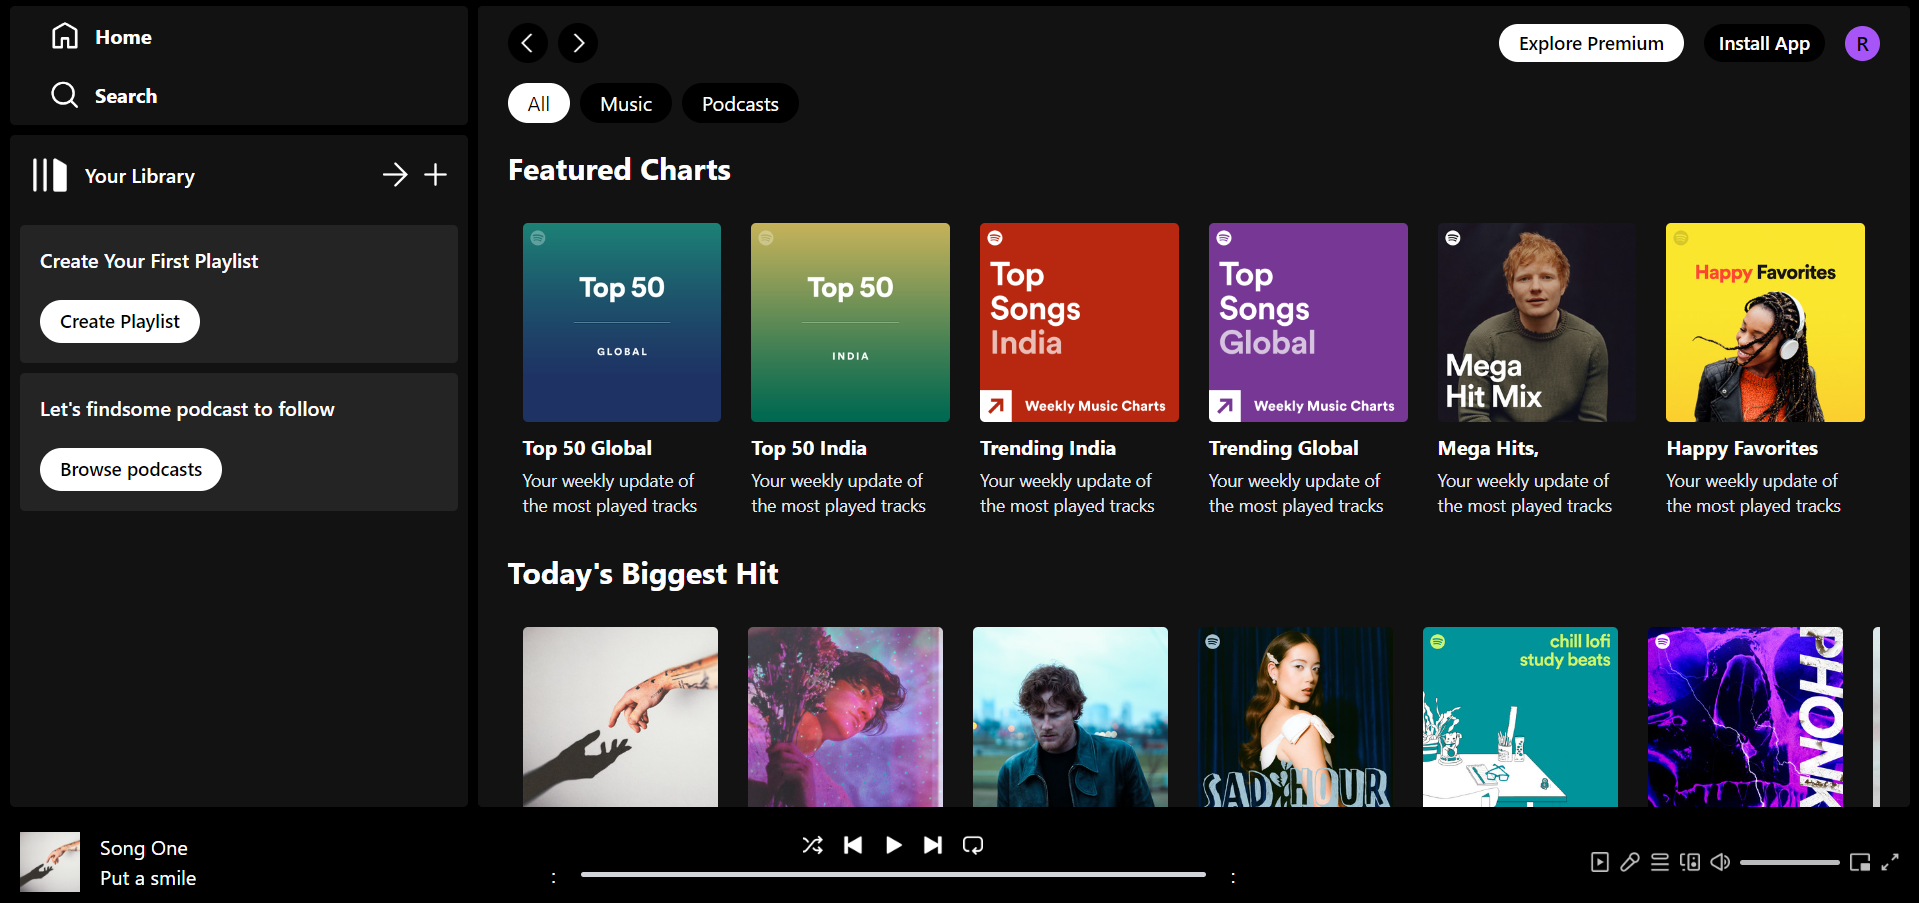 Home
Search
Your Library
Create Your First Playlist
Create Playlist
Let's findsome podcast to follow
Browse podcasts
Explore Premium
Install App
R
All
Music
Podcasts
Featured Charts
Top 50
GLOBAL
Top 50 Global
Your weekly update of
the most played tracks
Top 50
INDIA
Top 50 India
Your weekly update of
the most played tracks
Top
Songs
India
Weekly Music Charts
Trending India
Your weekly update of
the most played tracks
Top
Songs
Global
Weekly Music Charts
Trending Global
Your weekly update of
the most played tracks
Mega
Hit Mix
Mega Hits,
Your weekly update of
the most played tracks
Happy Favorites
Happy Favorites
Your weekly update of
the most played tracks
Today's Biggest Hit
SAD HOUR
chill lofi
study beats
PHONK
Song One
Put a smile
:
: